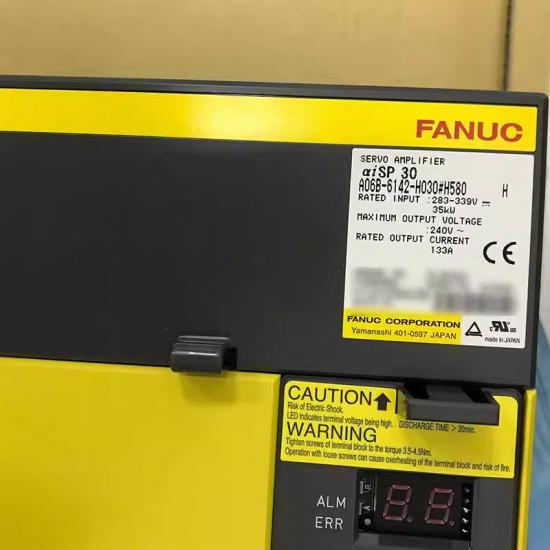 FANUC
SERVO AMPLIFIER
αiSP 30
A06B-6142-H030#H580 H
RATED INPUT :283-339V
35kW
MAXIMUM OUTPUT VOLTAGE
:240V ~
RATED OUTPUT CURRENT
133A
CE
FANUC CORPORATION
Yamanashi 401-0597 JAPAN
made in JAPAN
CAUTION
Risk of Electric Shock.
LED indicates terminal voltage being high. DISCHARGE TIME > 20min.
WARNING
Tighten screws of terminal block to the torque 3.5-4.5Nm.
Operation with loose screws can cause overheating of the terminal block and risk of fire.
ALM
ERR